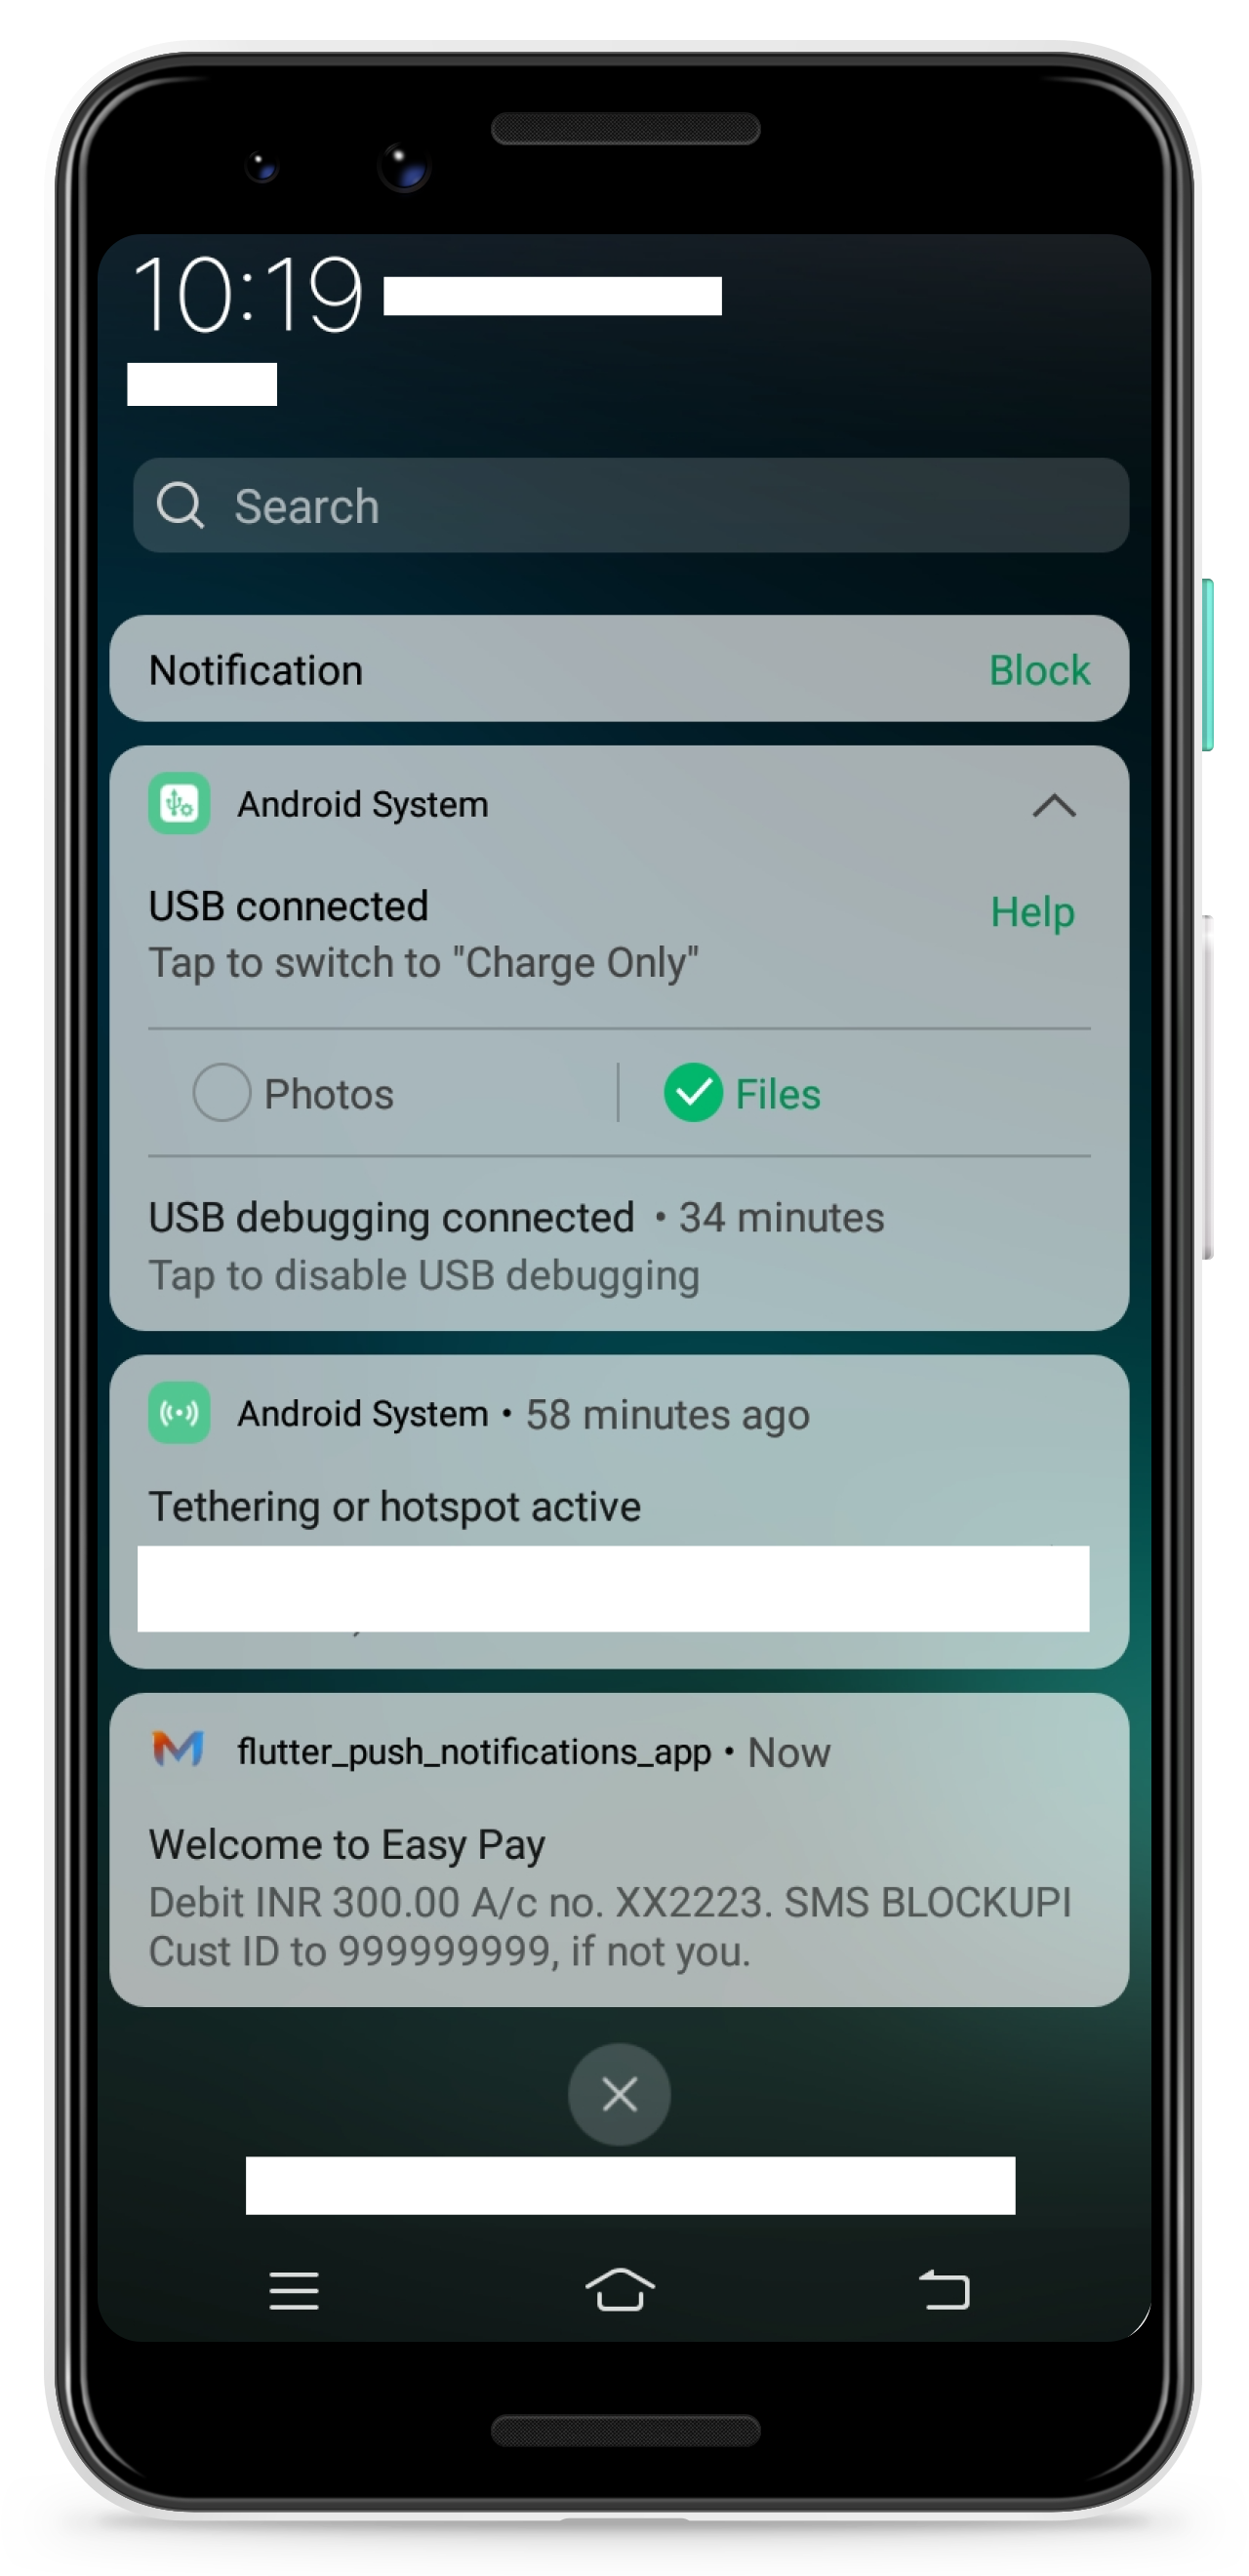 10:19
Search
Notification
Block
Android System
USB connected
Help
Tap to switch to "Charge Only"
Photos
Files
USB debugging connected • 34 minutes
Tap to disable USB debugging
Android System • 58 minutes ago
Tethering or hotspot active
flutter_push_notifications_app • Now
Welcome to Easy Pay
Debit INR 300.00 A/c no. XX2223. SMS BLOCKUPI
Cust ID to 999999999, if not you.